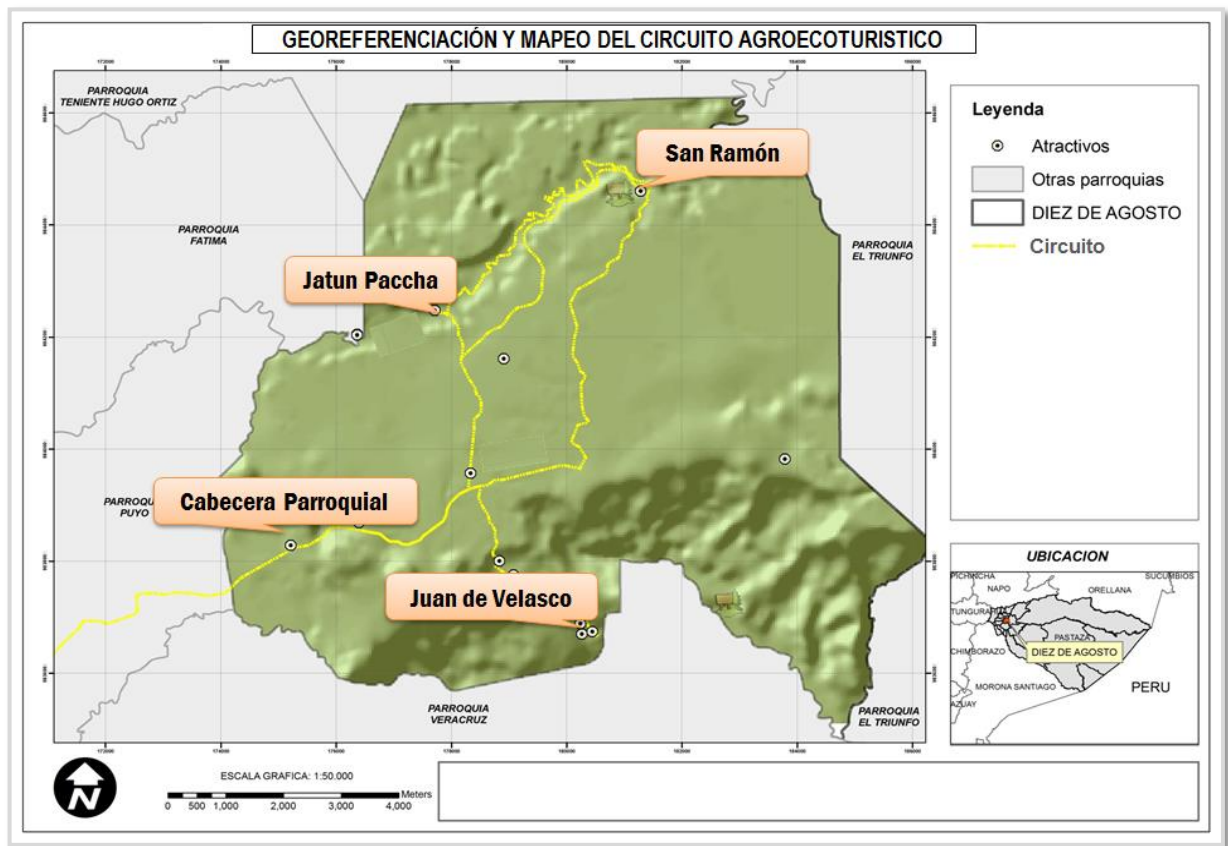 GEOREFERENCIACIÓN Y MAPEO DEL CIRCUITO AGROECOTURISTICO
PARROQUIA
TENIENTE HUGO ORTIZ
San Ramón
PARROQUIA
FATIMA
PARROQUIA
EL TRIUNFO
Jatun Paccha
Cabecera Parroquial
PUYO
Juan de Velasco
PARROQUIA
VERACRUZ
PARROQUIA
EL TRIUNFO
Leyenda
Atractivos
Otras parroquias
DIEZ DE AGOSTO
Circuito
UBICACION
PICHINCHA
NAPO
ORELLANA
SUCUMBIOS
PASTAZA
CHIMBORAZO
DIEZ DE AGOSTO
MORONA SANTIAGO
PERU
AZUAY
N
ESCALA GRAFICA: 1:50.000
Meters
0 500 1,000 2,000 3,000 4,000